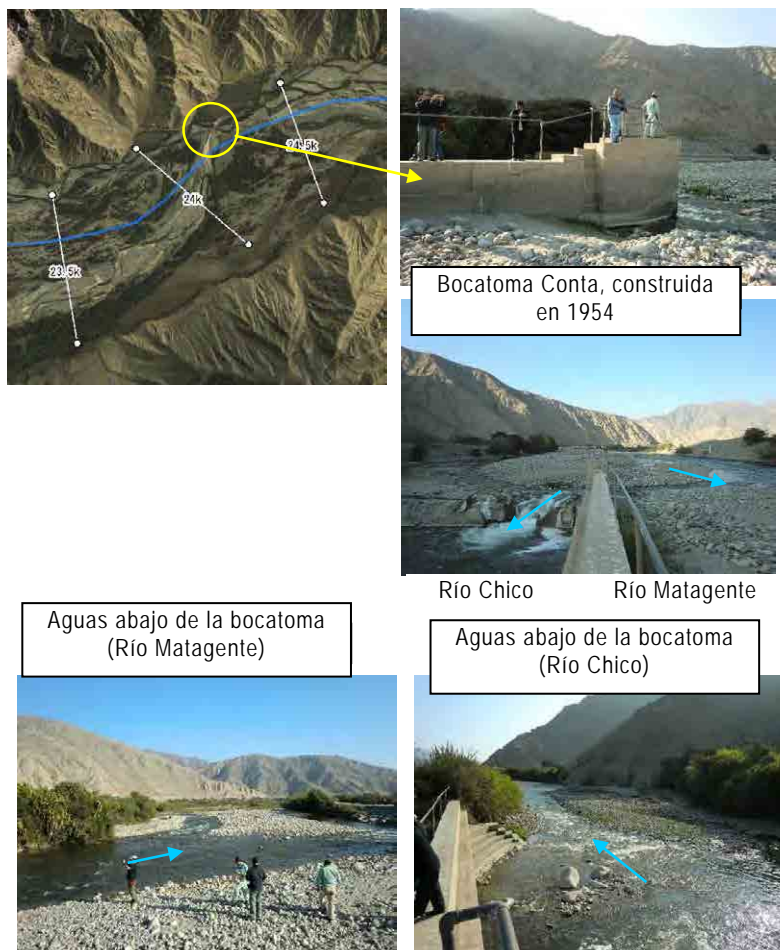 24.5k
24k
23.5k
Bocatoma Conta, construida
en 1954
Río Chico
Río Matagente
Aguas abajo de la bocatoma
(Río Matagente)
Aguas abajo de la bocatoma
(Río Chico)